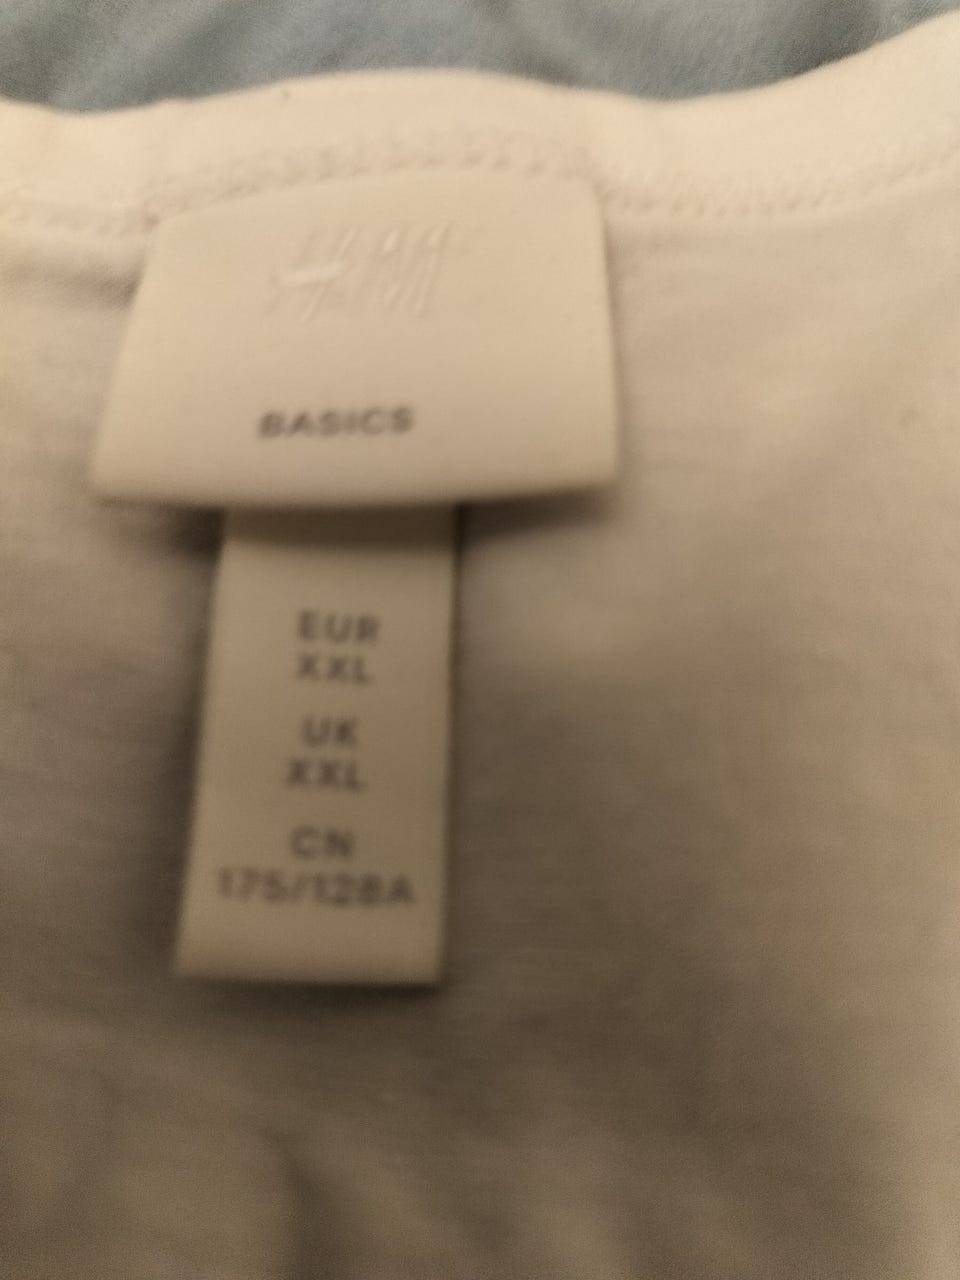 H&M
BASICS
EUR
XXL
UK
XXL
CN
175/128A